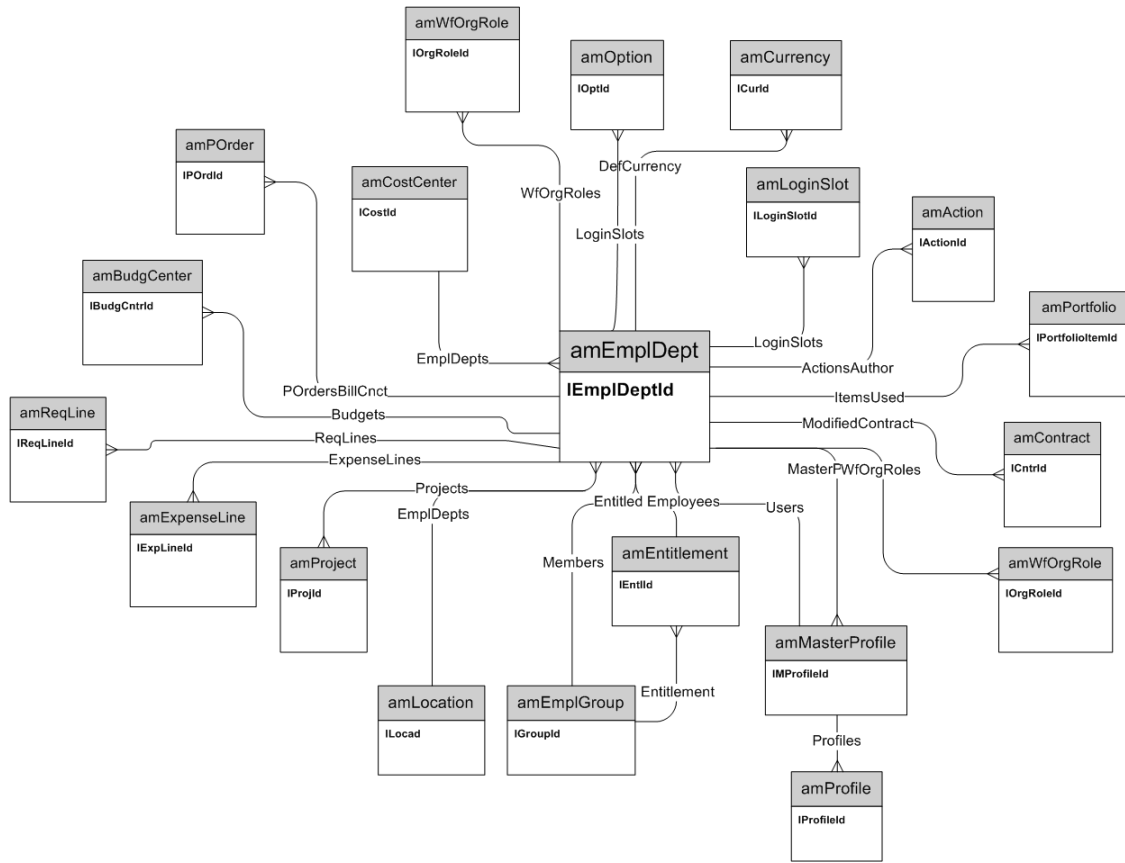 amWfOrgRole
lOrgRoleId
amOption
lOptId
amCurrency
lCurId
amPOrder
lPOrdId
amCostCenter
lCostId
WfOrgRoles
DefCurrency
amLoginSlot
lLoginSlotId
amAction
lActionId
LoginSlots
amBudgCenter
lBudgCntrId
amPortfolio
lPortfolioItemId
amEmplDept
lEmplDeptId
EmplDepts
LoginSlots
ActionsAuthor
POrdersBillCnct
ItemsUsed
amReqLine
lReqLineId
Budgets
ModifiedContract
amContract
lCntrId
ReqLines
ExpenseLines
MasterPWfOrgRoles
Projects
EmplDepts
Entitled Employees
Users
amExpenseLine
lExpLineId
amProject
lProjId
Members
amEntitlement
lEntlId
amWfOrgRole
lOrgRoleId
amMasterProfile
lMProfileId
amLocation
lLocad
amEmplGroup
lGroupId
Entitlement
Profiles
amProfile
lProfileId